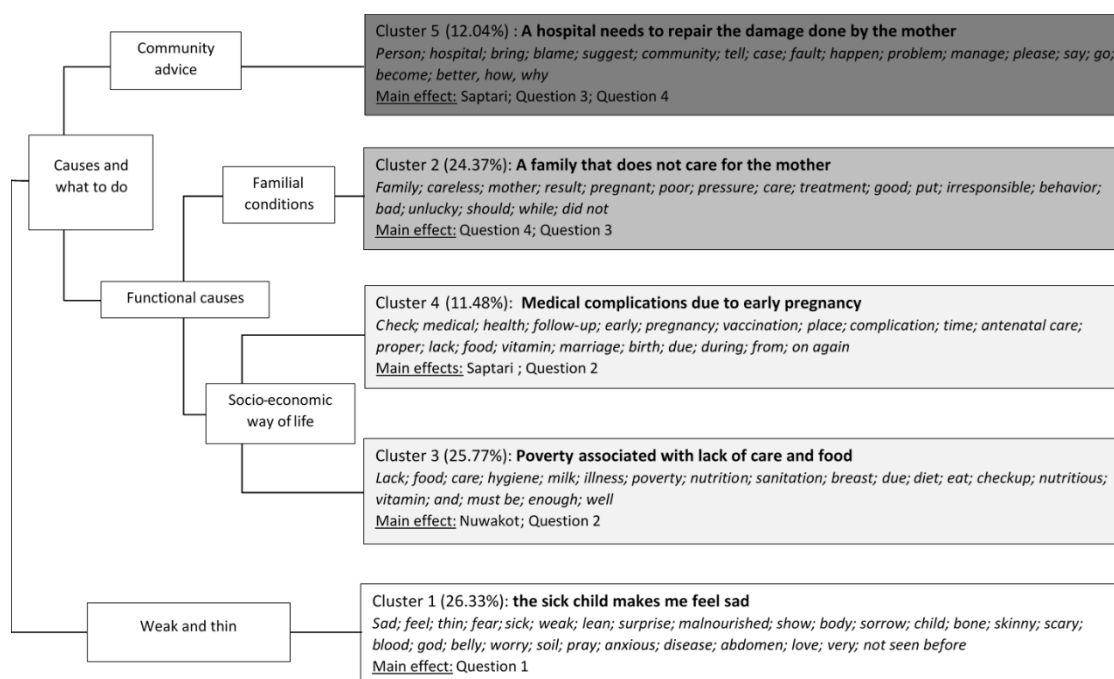 Community
advice
Cluster 5 (12.04%) : A hospital needs to repair the damage done by the mother
Person; hospital; bring; blame; suggest; community; tell; case; fault; happen; problem; manage; please; say; go;
become; better, how, why
Main effect: Saptari; Question 3; Question 4
Causes and
what to do
Familial
conditions
Cluster 2 (24.37%): A family that does not care for the mother
Family; careless; mother; result; pregnant; poor; pressure; care; treatment; good; put; irresponsible; behavior;
bad; unlucky; should; while; did not
Main effect: Question 4; Question 3
Functional causes
Cluster 4 (11.48%): Medical complications due to early pregnancy
Check; medical; health; follow-up; early; pregnancy; vaccination; place; complication; time; antenatal care;
proper; lack; food; vitamin; marriage; birth; due; during; from; on again
Main effects: Saptari ; Question 2
Socio-economic
way of life
Cluster 3 (25.77%): Poverty associated with lack of care and food
Lack; food; care; hygiene; milk; illness; poverty; nutrition; sanitation; breast; due; diet; eat; checkup; nutritious;
vitamin; and; must be; enough; well
Main effect: Nuwakot; Question 2
Weak and thin
Cluster 1 (26.33%): the sick child makes me feel sad
Sad; feel; thin; fear; sick; weak; lean; surprise; malnourished; show; body; sorrow; child; bone; skinny; scary;
blood; god; belly; worry; soil; pray; anxious; disease; abdomen; love; very; not seen before
Main effect: Question 1